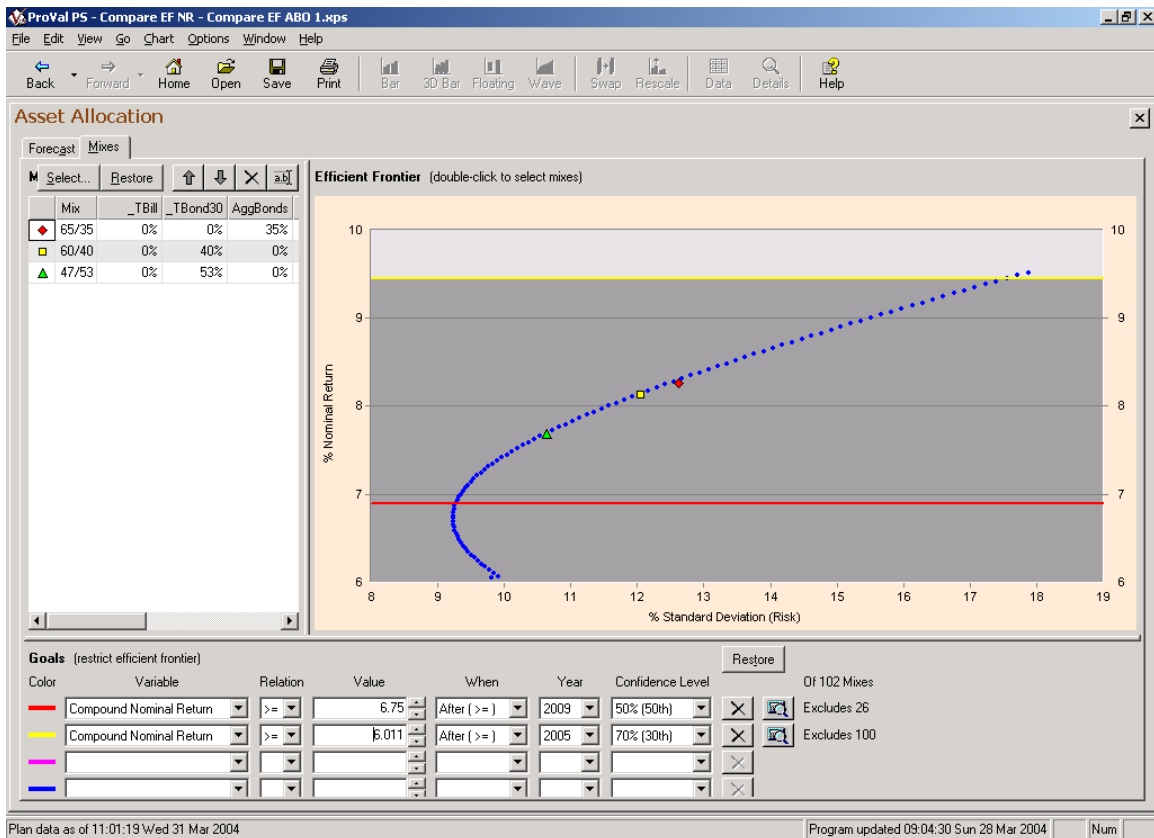 ProVal PS - Compare EF NR - Compare EF ABO 1.xps
File Edit View Go Chart Options Window Help
Back Forward Home Open Save Print Bar 3D Bar Floating Wave Swap Rescale Data Details Help
Asset Allocation
Forecast Mixes
M Select... Restore a.b
Mix _TBill _TBond30 AggBonds
65/35 0% 0% 35%
60/40 0% 40% 0%
47/53 0% 53% 0%
Efficient Frontier (double-click to select mixes)
10 10
9 9
8 8
7 7
6 6
% Nominal Return
8 9 10 11 12 13 14 15 16 17 18 19
% Standard Deviation (Risk)
Goals (restrict efficient frontier) Restore
Color Variable Relation Value When Year Confidence Level Of 102 Mixes
Compound Nominal Return >= 6.75 After ( >= ) 2009 50% (50th) Excludes 26
Compound Nominal Return >= 6.011 After ( >= ) 2005 70% (30th) Excludes 100
Plan data as of 11:01:19 Wed 31 Mar 2004 Program updated 09:04:30 Sun 28 Mar 2004 Num